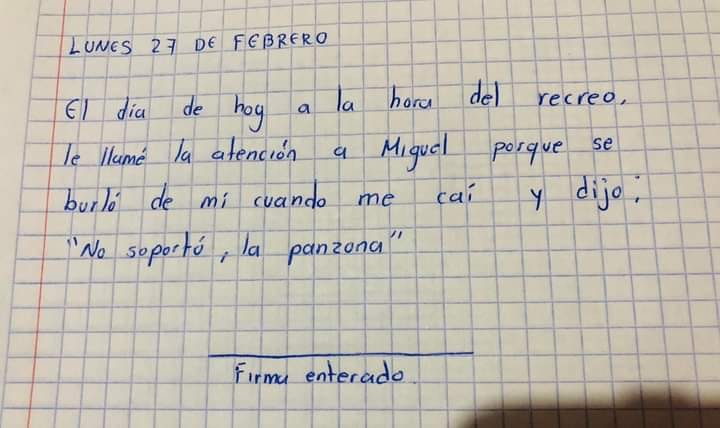 LUNES 27 DE FEBRERO
El día de hoy a la hora del recreo,
le llamé la atención a Miguel porque se
burló de mi cuando me caí y dijo:
"No soportó, la panzona"
Firma enterado.